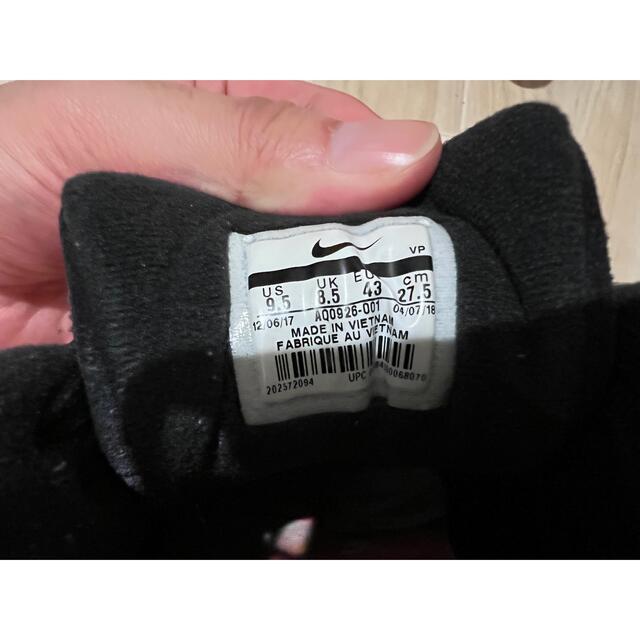 VP
US UK EU cm
9.5 8.5 43 27.5
12/06/17 AQ0926-001 04/07/18
MADE IN VIETNAM
FABRIQUE AU VIETNAM
202572094 UPC